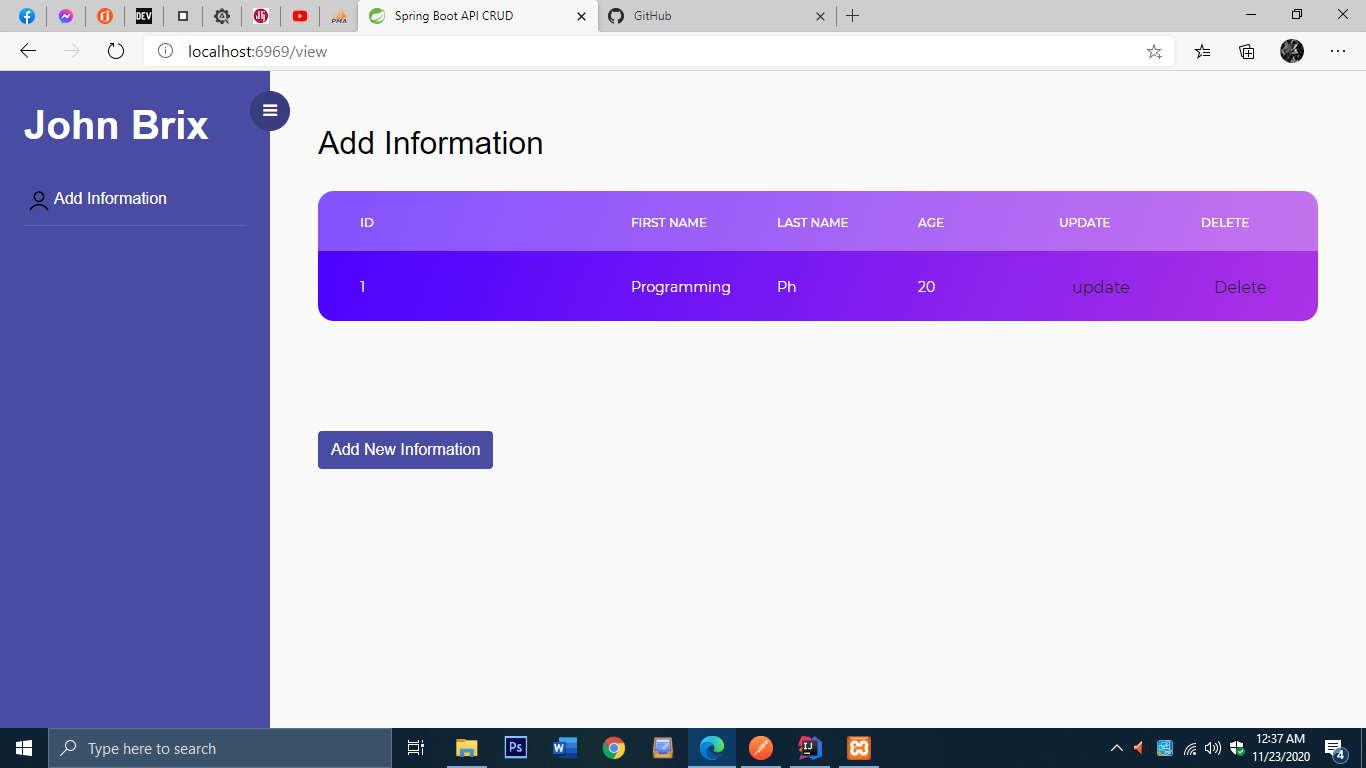 DEV
PMA
Spring Boot API CRUD
GitHub
localhost:6969/view
John Brix
Add Information
Add Information
ID FIRST NAME LAST NAME AGE UPDATE DELETE
1 Programming Ph 20 update Delete
Add New Information
Type here to search
Ps
W
IJ
12:37 AM
11/23/2020
4